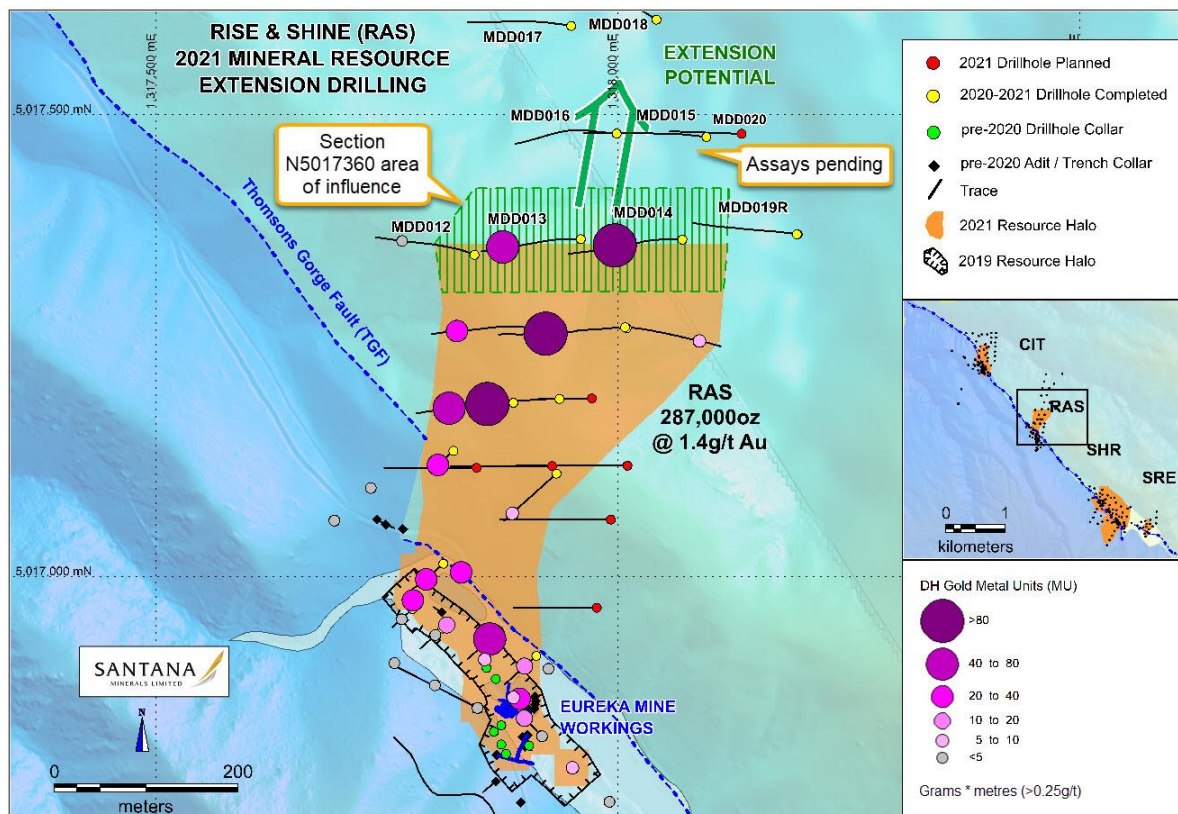 RISE & SHINE (RAS)
2021 MINERAL RESOURCE
EXTENSION DRILLING
1,317,500 mE
1,318,000 mE
MDD017
MDD018
EXTENSION
POTENTIAL
5,017,500 mN
MDD016
MDD015
MDD020
Section
N5017360 area
of influence
Assays pending
MDD012
MDD013
MDD014
MDD019R
Thomsons Gorge Fault (TGF)
RAS
287,000oz
@ 1.4g/t Au
5,017,000 mN
SANTANA
MINERALS LIMITED
EUREKA MINE
WORKINGS
N
0 200
meters
2021 Drillhole Planned
2020-2021 Drillhole Completed
pre-2020 Drillhole Collar
pre-2020 Adit / Trench Collar
Trace
2021 Resource Halo
2019 Resource Halo
CIT
RAS
SHR
SRE
0 1
kilometers
DH Gold Metal Units (MU)
>80
40 to 80
20 to 40
10 to 20
5 to 10
<5
Grams * metres (>0.25g/t)